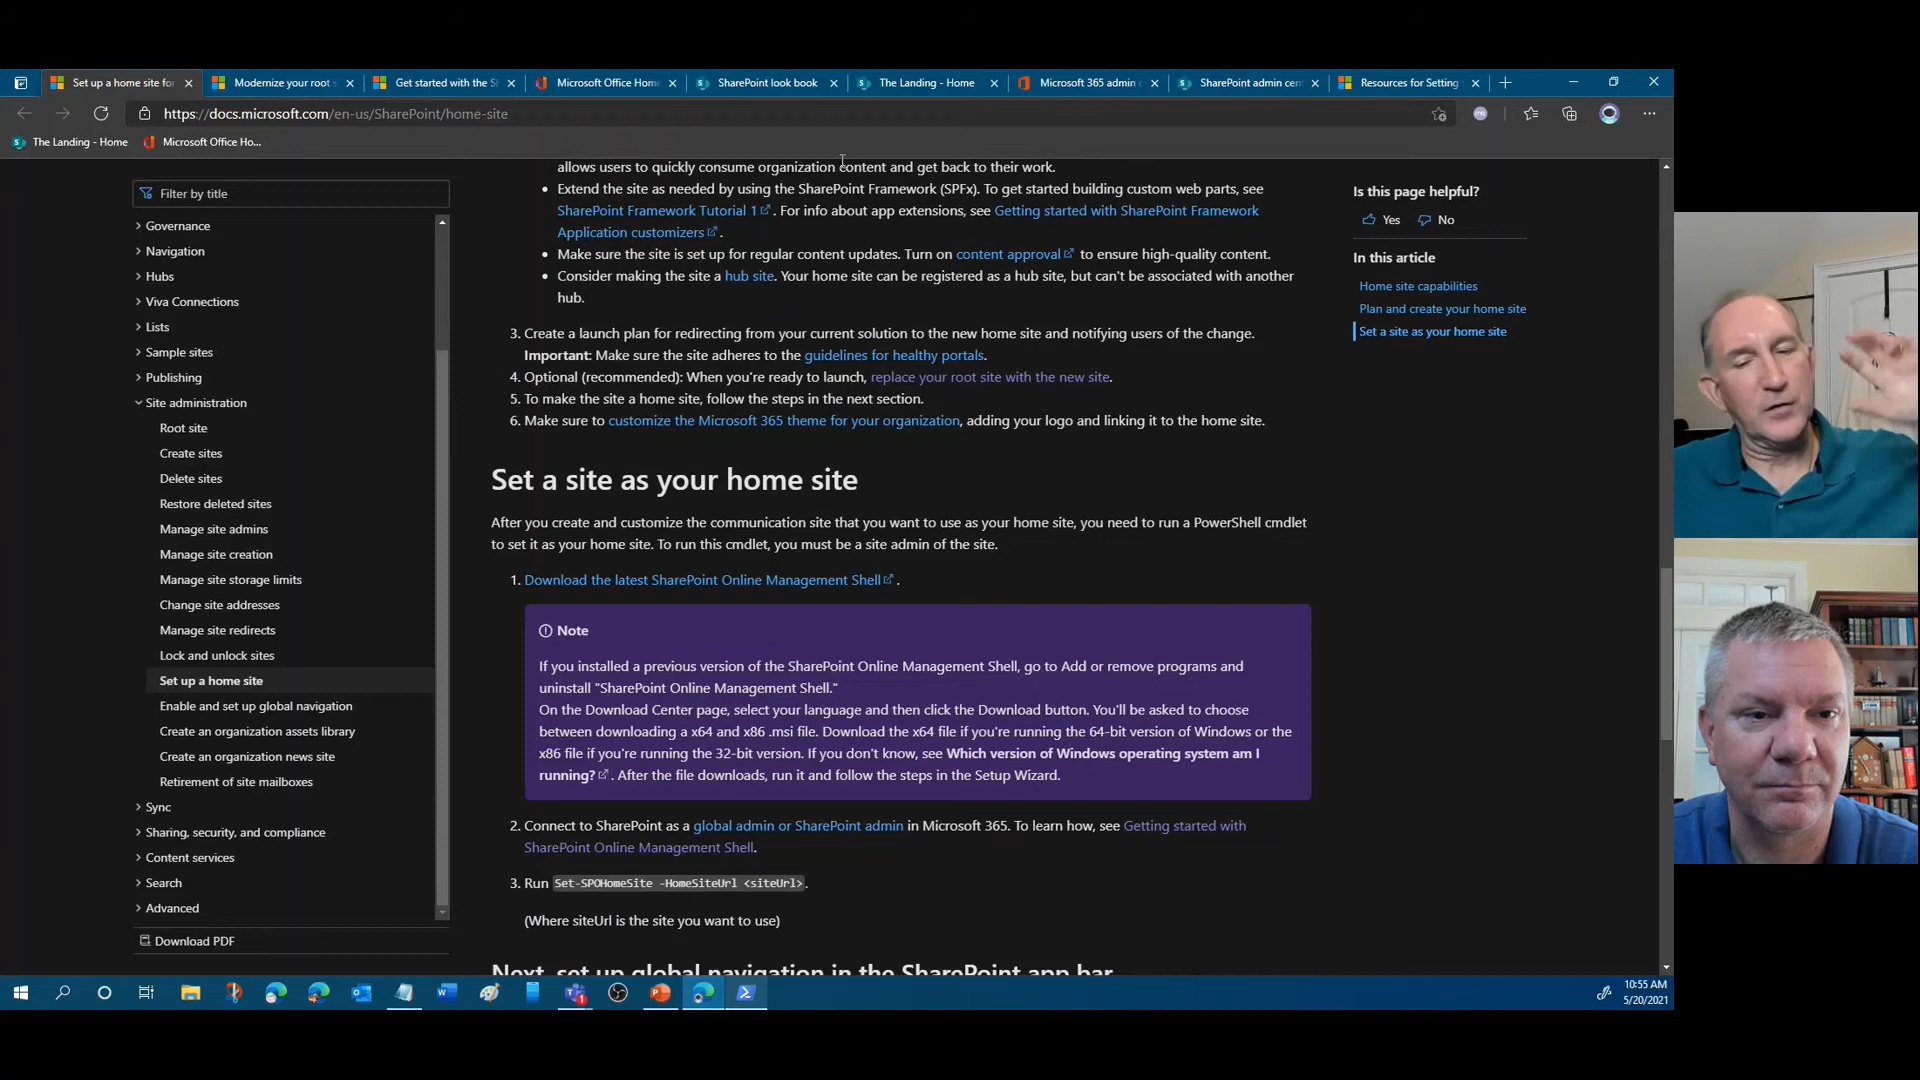 Set up a home site for
Modernize your root s
Get started with the S
Microsoft Office Home
SharePoint look book
The Landing - Home
Microsoft 365 admin c
SharePoint admin cen
Resources for Setting
https://docs.microsoft.com/en-us/SharePoint/home-site
The Landing - Home
Microsoft Office Ho...
Filter by title
Governance
Navigation
Hubs
Viva Connections
Lists
Sample sites
Publishing
Site administration
Root site
Create sites
Delete sites
Restore deleted sites
Manage site admins
Manage site creation
Manage site storage limits
Change site addresses
Manage site redirects
Lock and unlock sites
Set up a home site
Enable and set up global navigation
Create an organization assets library
Create an organization news site
Retirement of site mailboxes
Sync
Sharing, security, and compliance
Content services
Search
Advanced
Download PDF
allows users to quickly consume organization content and get back to their work.
• Extend the site as needed by using the SharePoint Framework (SPFx). To get started building custom web parts, see
SharePoint Framework Tutorial 1. For info about app extensions, see Getting started with SharePoint Framework
Application customizers.
• Make sure the site is set up for regular content updates. Turn on content approval to ensure high-quality content.
• Consider making the site a hub site. Your home site can be registered as a hub site, but can't be associated with another
hub.
3. Create a launch plan for redirecting from your current solution to the new home site and notifying users of the change.
Important: Make sure the site adheres to the guidelines for healthy portals.
4. Optional (recommended): When you're ready to launch, replace your root site with the new site.
5. To make the site a home site, follow the steps in the next section.
6. Make sure to customize the Microsoft 365 theme for your organization, adding your logo and linking it to the home site.
Set a site as your home site
After you create and customize the communication site that you want to use as your home site, you need to run a PowerShell cmdlet
to set it as your home site. To run this cmdlet, you must be a site admin of the site.
1. Download the latest SharePoint Online Management Shell.
Note
If you installed a previous version of the SharePoint Online Management Shell, go to Add or remove programs and
uninstall "SharePoint Online Management Shell."
On the Download Center page, select your language and then click the Download button. You'll be asked to choose
between downloading a x64 and x86 .msi file. Download the x64 file if you're running the 64-bit version of Windows or the
x86 file if you're running the 32-bit version. If you don't know, see Which version of Windows operating system am I
running?. After the file downloads, run it and follow the steps in the Setup Wizard.
2. Connect to SharePoint as a global admin or SharePoint admin in Microsoft 365. To learn how, see Getting started with
SharePoint Online Management Shell.
3. Run Set-SPOHomeSite -HomeSiteUrl <siteUrl>.
(Where siteUrl is the site you want to use)
Next, set up global navigation in the SharePoint app bar
Is this page helpful?
Yes No
In this article
Home site capabilities
Plan and create your home site
Set a site as your home site
10:55 AM
5/20/2021